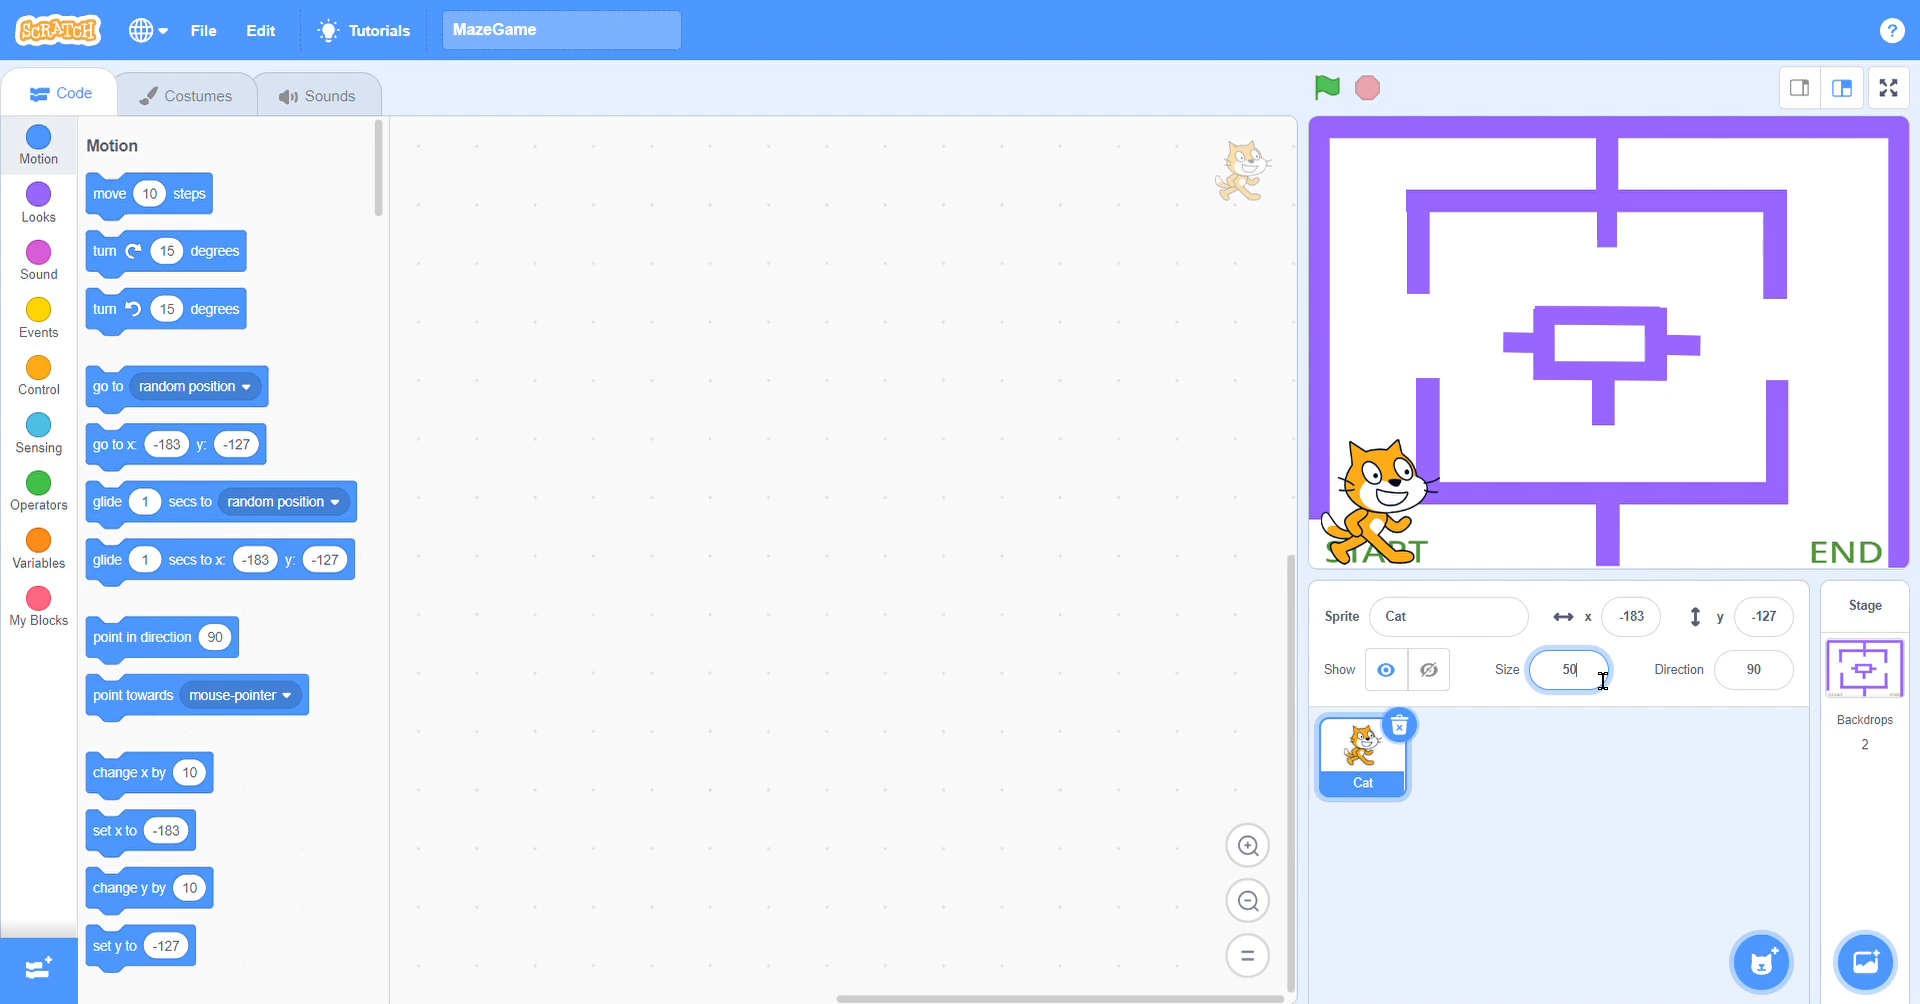 SCRATCH
File
Edit
Tutorials
MazeGame
?
Code
Costumes
Sounds
Motion
Looks
Sound
Events
Control
Sensing
Operators
Variables
My Blocks
Motion
move 10 steps
turn 15 degrees
turn 15 degrees
go to random position
go to x: -183 y: -127
glide 1 secs to random position
glide 1 secs to x: -183 y: -127
point in direction 90
point towards mouse-pointer
change x by 10
set x to -183
change y by 10
set y to -127
START
END
Sprite Cat x -183 y -127
Show Size 50 Direction 90
Cat
Stage
Backdrops
2